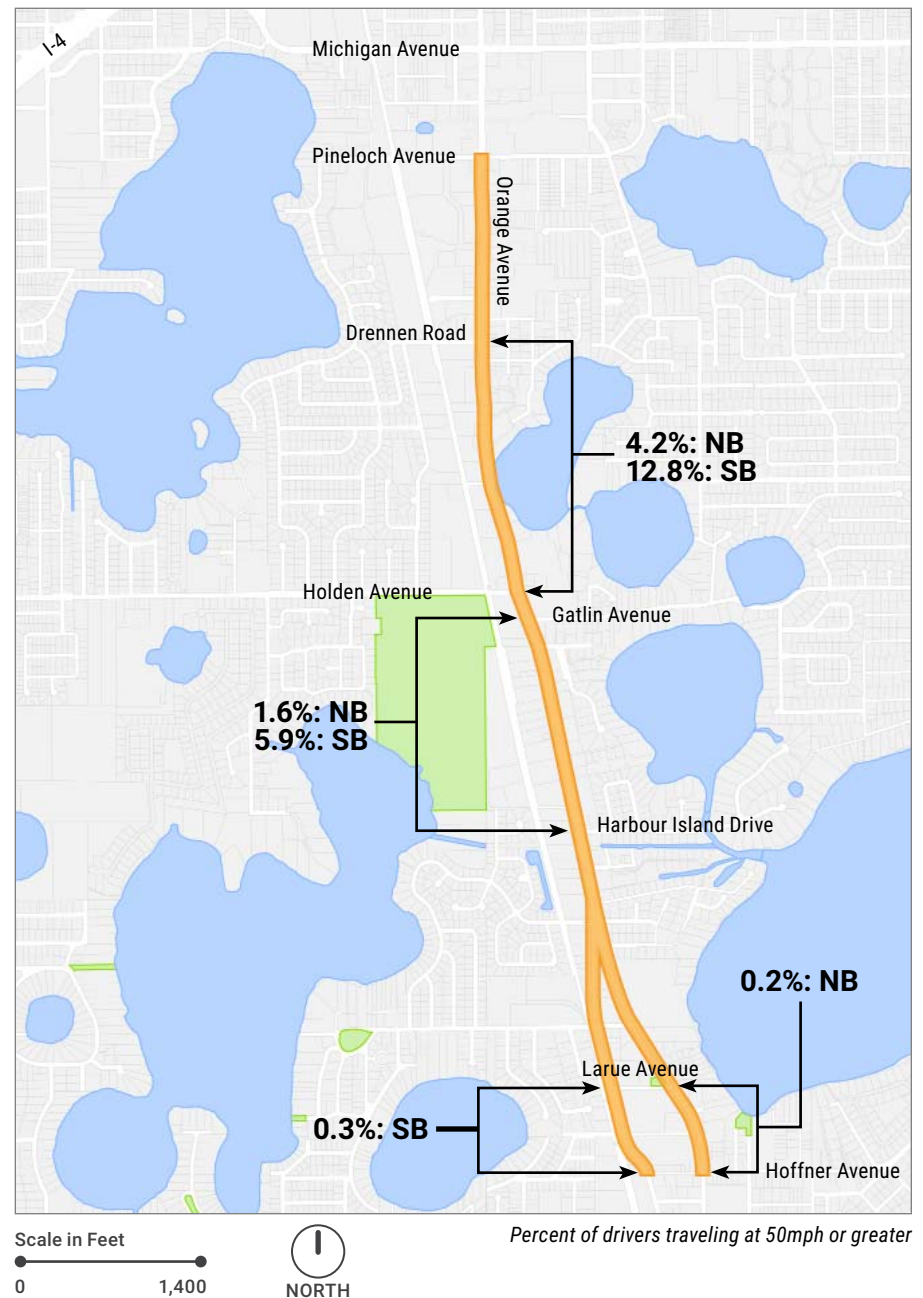 I-4
Michigan Avenue
Pineloch Avenue
Orange Avenue
Drennen Road
4.2%: NB
12.8%: SB
Holden Avenue
Gatlin Avenue
1.6%: NB
5.9%: SB
Harbour Island Drive
0.2%: NB
Larue Avenue
0.3%: SB
Hoffner Avenue
Scale in Feet
0 1,400
NORTH
Percent of drivers traveling at 50mph or greater